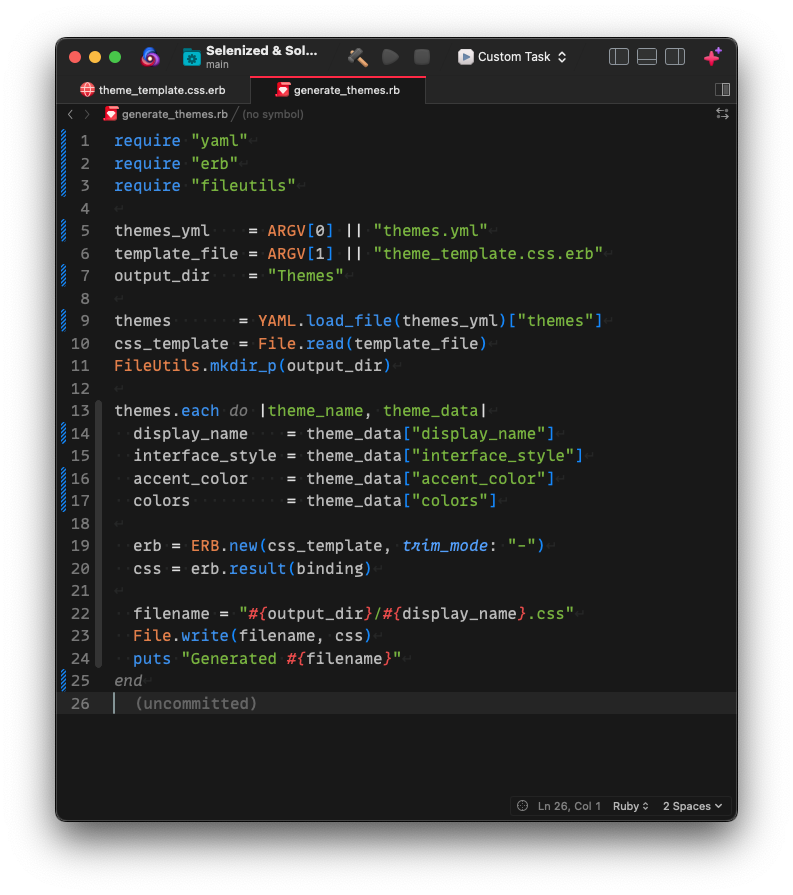 Selenized & Sol...
main
Custom Task
theme_template.css.erb
generate_themes.rb
generate_themes.rb / (no symbol)
1 require "yaml"
2 require "erb"
3 require "fileutils"
4
5 themes_yml    = ARGV[0] || "themes.yml"
6 template_file = ARGV[1] || "theme_template.css.erb"
7 output_dir    = "Themes"
8
9 themes       = YAML.load_file(themes_yml)["themes"]
10 css_template = File.read(template_file)
11 FileUtils.mkdir_p(output_dir)
12
13 themes.each do |theme_name, theme_data|
14   display_name    = theme_data["display_name"]
15   interface_style = theme_data["interface_style"]
16   accent_color    = theme_data["accent_color"]
17   colors          = theme_data["colors"]
18
19   erb = ERB.new(css_template, trim_mode: "-")
20   css = erb.result(binding)
21
22   filename = "#{output_dir}/#{display_name}.css"
23   File.write(filename, css)
24   puts "Generated #{filename}"
25 end
26   (uncommitted)
Ln 26, Col 1 Ruby 2 Spaces